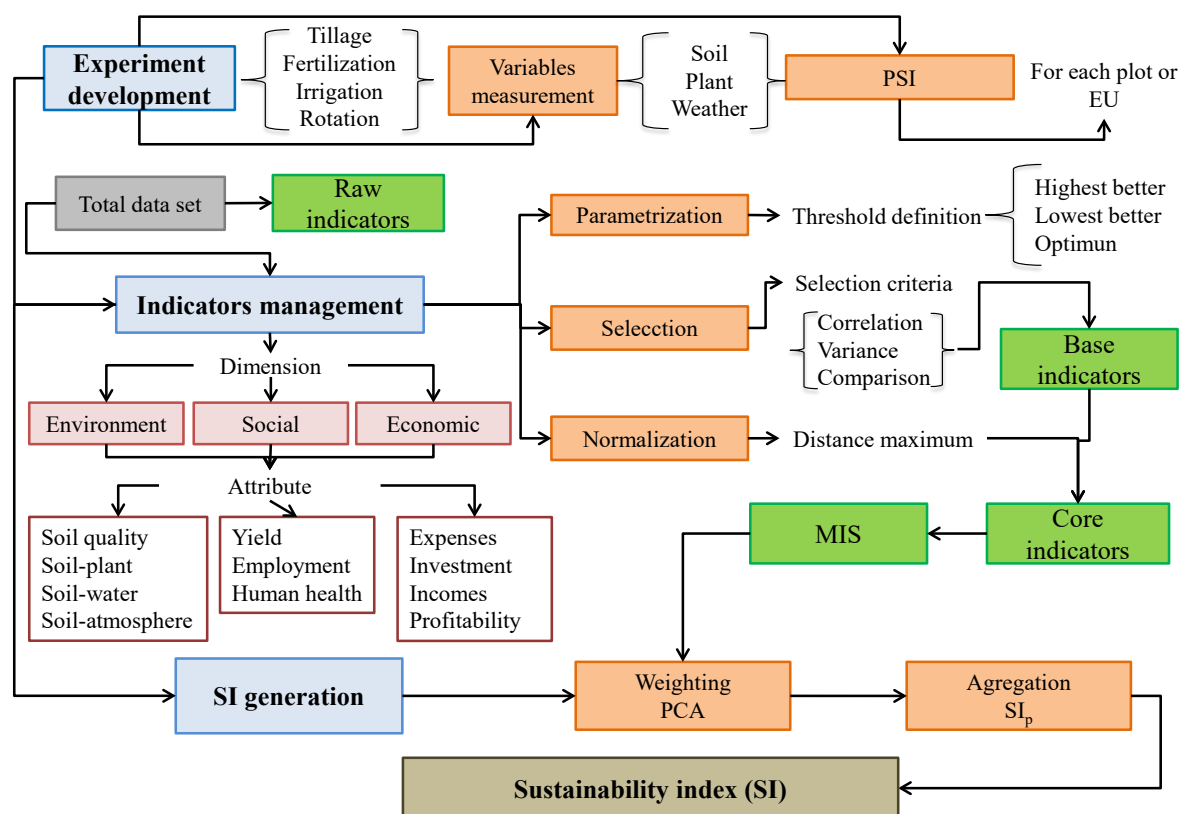 Experiment
development
Tillage
Fertilization
Irrigation
Rotation
Variables
measurement
Soil
Plant
Weather
PSI
For each plot or
EU
Total data set
Raw
indicators
Parametrization
Threshold definition
Highest better
Lowest better
Optimun
Indicators management
Selecction
Selection criteria
Correlation
Variance
Comparison
Base
indicators
Dimension
Environment
Social
Economic
Normalization
Distance maximum
Attribute
Soil quality
Soil-plant
Soil-water
Soil-atmosphere
Yield
Employment
Human health
Expenses
Investment
Incomes
Profitability
MIS
Core
indicators
SI generation
Weighting
PCA
Agregation
SIp
Sustainability index (SI)